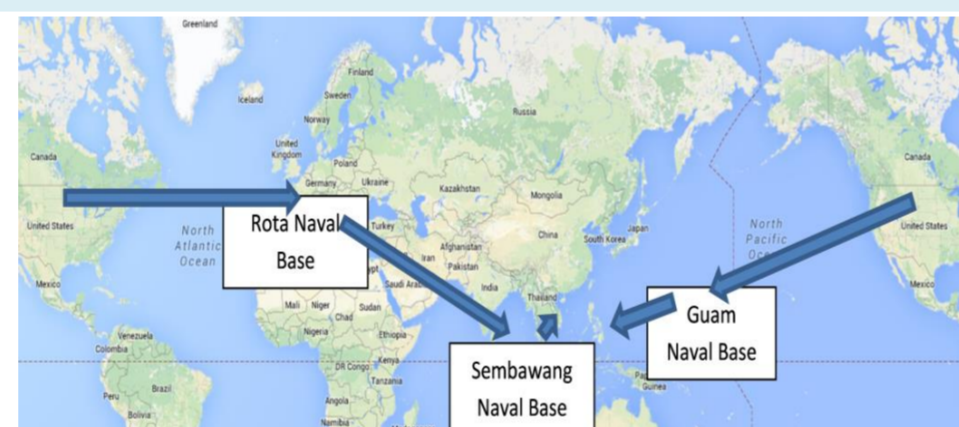 Greenland
Iceland
Finland
Sweden
Norway
Russia
United
Kingdom
Poland
Germany
Ukraine
Kazakhstan
Mongolia
Canada
Canada
United States
United States
North
Atlantic
Ocean
Rota Naval
Base
Turkey
Afghanistan
Iran
Pakistan
China
South Korea
Japan
North
Pacific
Mexico
Mexico
India
Thailand
Mali
Niger
Chad
Sudan
Nigeria
Ethiopia
Guam
Naval Base
Venezuela
Colombia
Kenya
DR Congo
Tanzania
Sembawang
Naval Base
Guinea
Brazil
Peru
Angola
Bolivia
Namibia